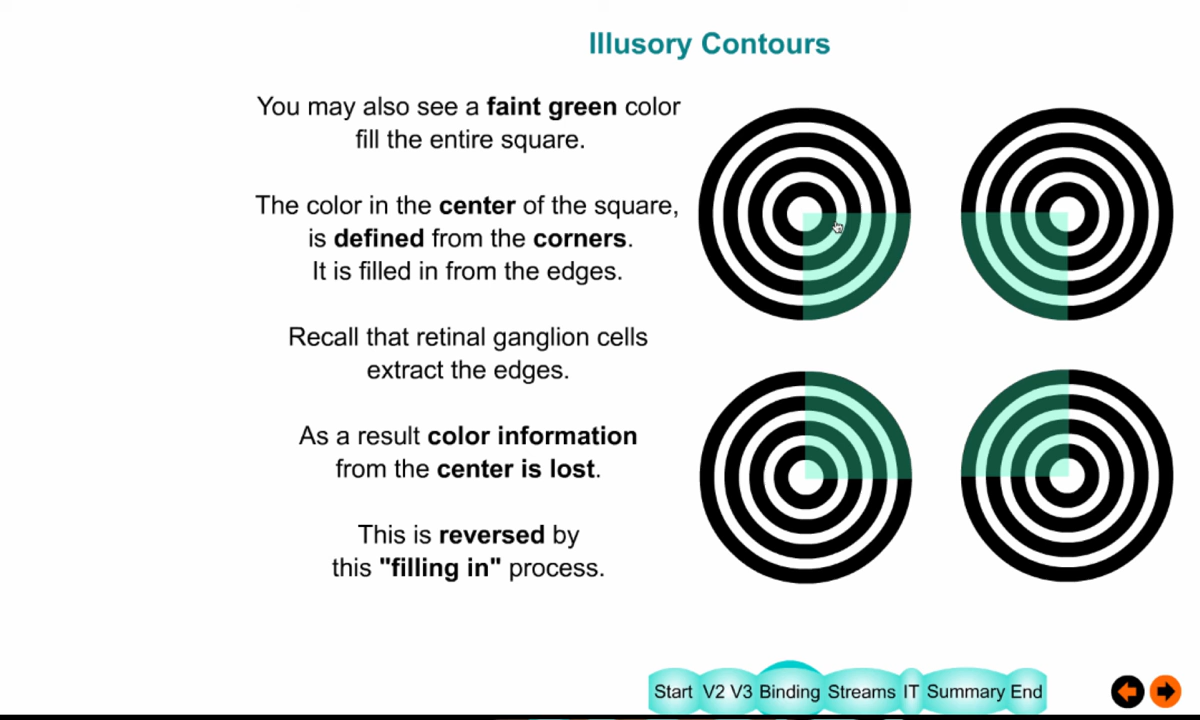 Illusory Contours
You may also see a faint green color
fill the entire square.
The color in the center of the square,
is defined from the corners.
It is filled in from the edges.
Recall that retinal ganglion cells
extract the edges.
As a result color information
from the center is lost.
This is reversed by
this "filling in" process.
Start V2 V3 Binding Streams IT Summary End